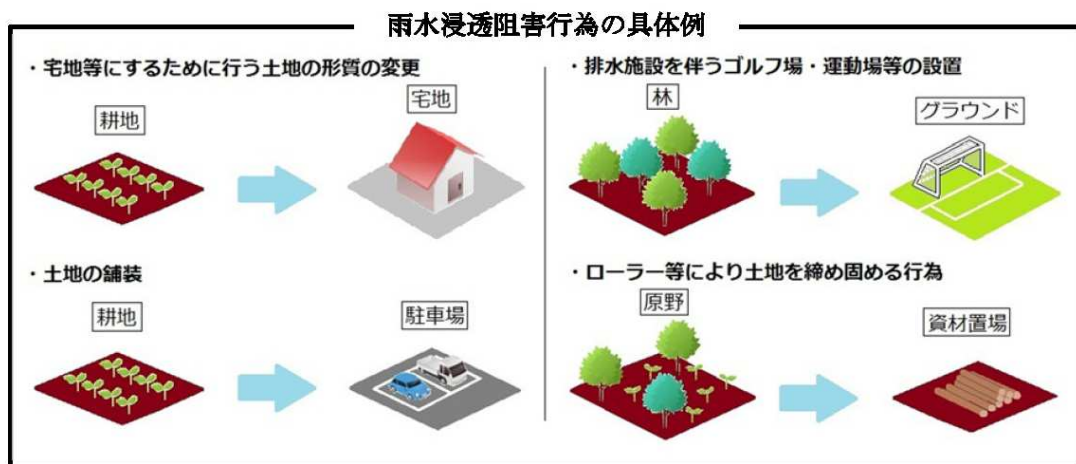 雨水浸透阻害行為の具体例
・宅地等にするために行う土地の形質の変更
耕地
宅地
・土地の舗装
耕地
駐車場
・排水施設を伴うゴルフ場・運動場等の設置
林
グラウンド
・ローラー等により土地を締め固める行為
原野
資材置場